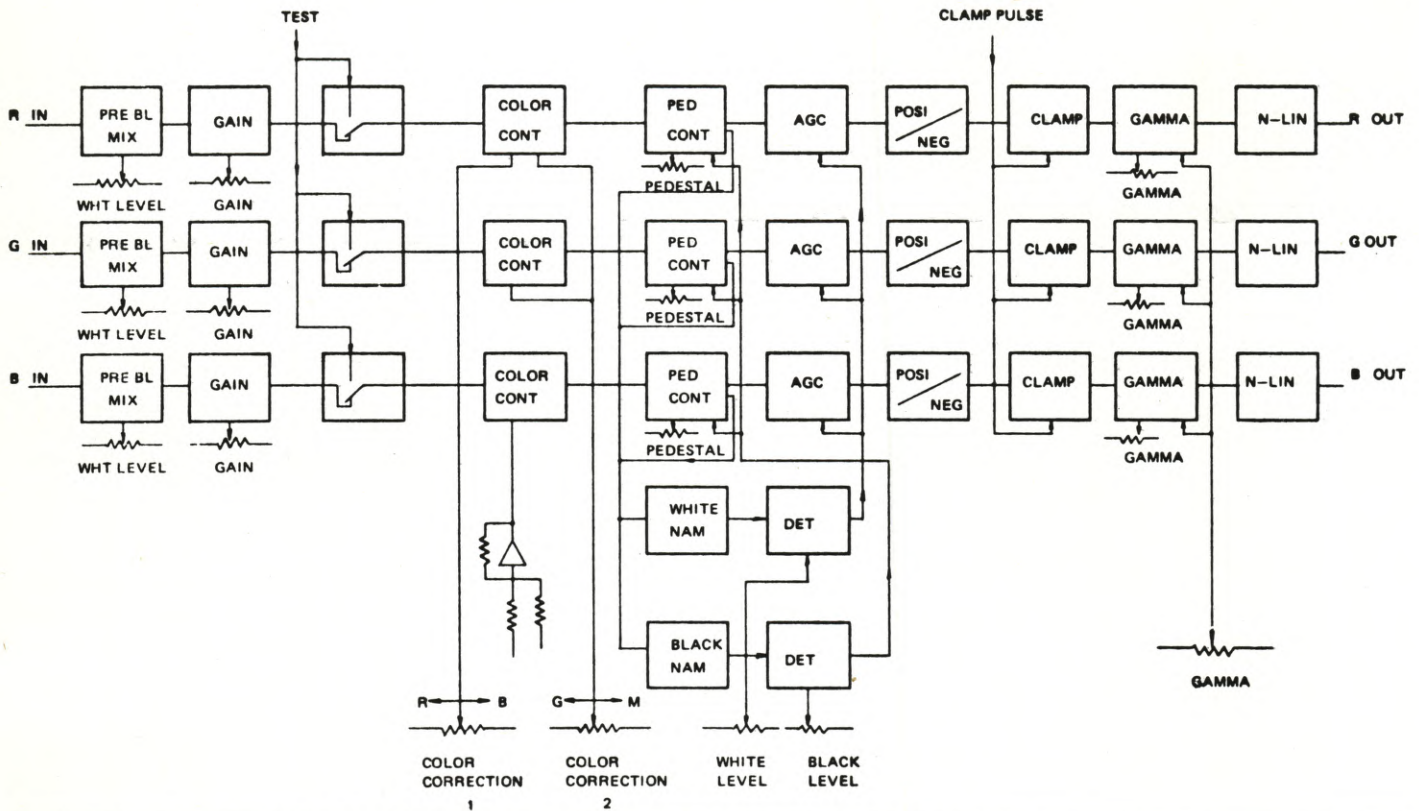 TEST
CLAMP PULSE
R IN
PRE BL
MIX
GAIN
COLOR
CONT
PED
CONT
AGC
POSI
NEG
CLAMP
GAMMA
N-LIN
R OUT
WHT LEVEL
GAIN
PEDESTAL
GAMMA
G IN
PRE BL
MIX
GAIN
COLOR
CONT
PED
CONT
AGC
POSI
NEG
CLAMP
GAMMA
N-LIN
G OUT
WHT LEVEL
GAIN
PEDESTAL
GAMMA
B IN
PRE BL
MIX
GAIN
COLOR
CONT
PED
CONT
AGC
POSI
NEG
CLAMP
GAMMA
N-LIN
B OUT
WHT LEVEL
GAIN
PEDESTAL
GAMMA
WHITE
NAM
DET
BLACK
NAM
DET
GAMMA
R B
G M
COLOR
CORRECTION
1
COLOR
CORRECTION
2
WHITE
LEVEL
BLACK
LEVEL